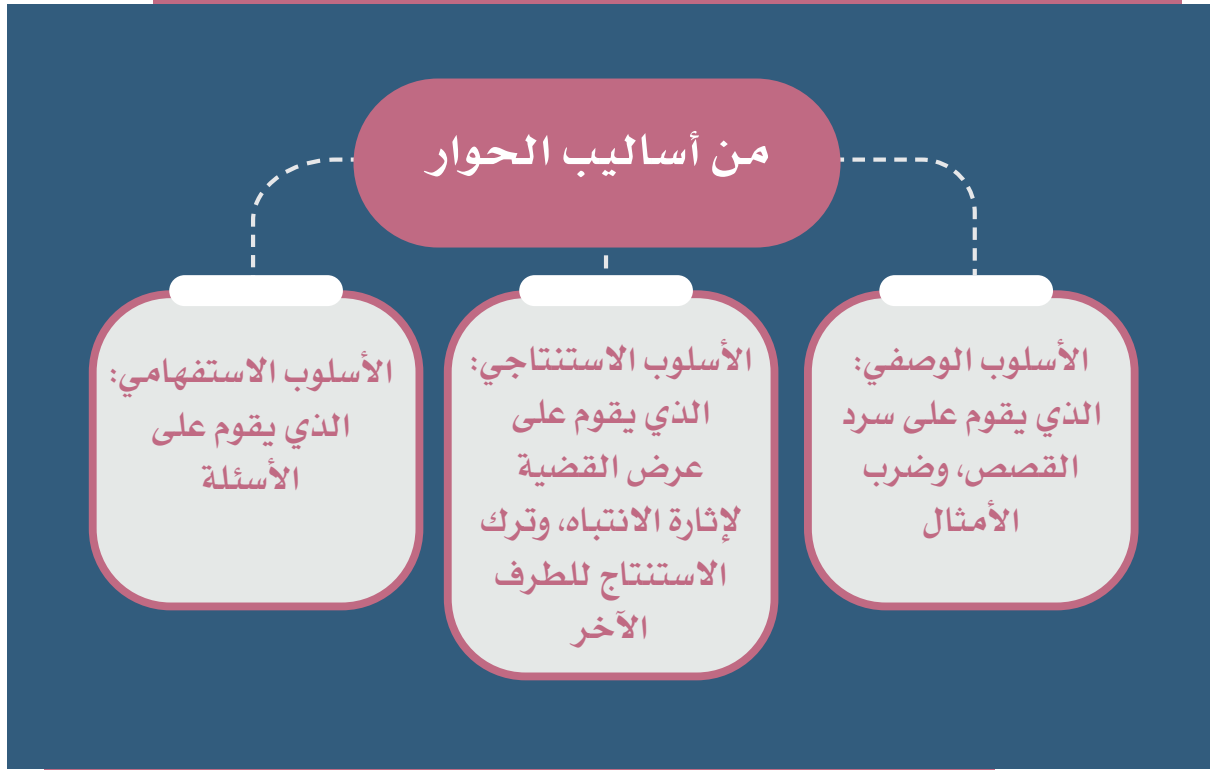 من أساليب الحوار
الأسلوب الوصفي:
الذي يقوم على سرد
القصص، وضرب
الأمثال
الأسلوب الاستنتاجي:
الذي يقوم على
عرض القضية
لإثارة الانتباه، وترك
الاستنتاج للطرف
الآخر
الأسلوب الاستفهامي:
الذي يقوم على
الأسئلة